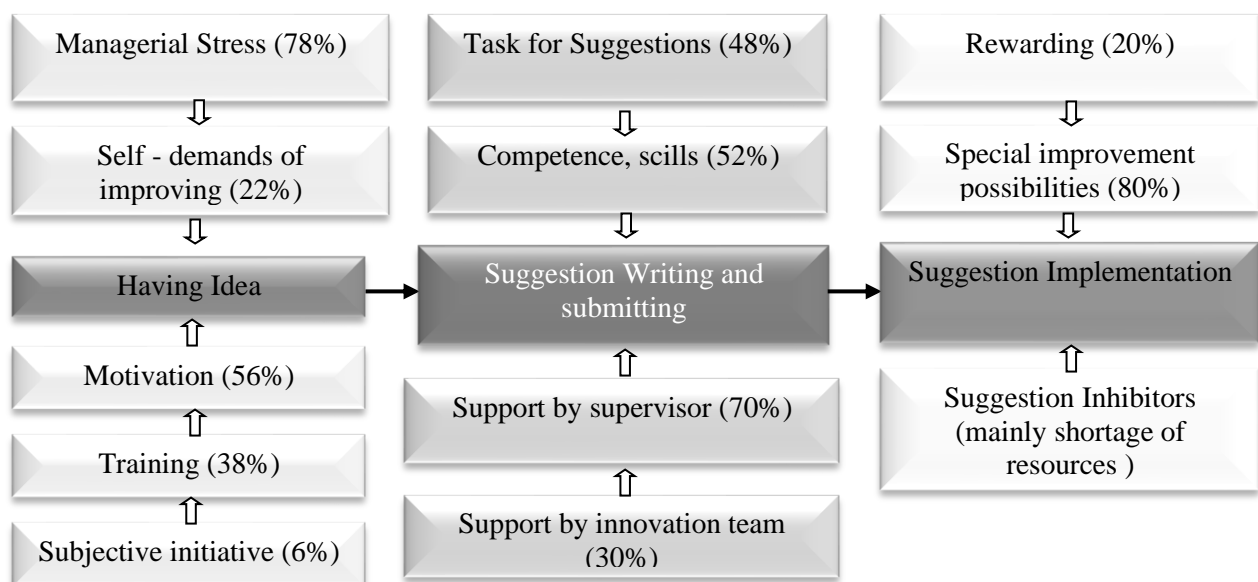 Managerial Stress (78%)
Self - demands of
improving (22%)
Having Idea
Motivation (56%)
Training (38%)
Subjective initiative (6%)
Task for Suggestions (48%)
Competence, scills (52%)
Suggestion Writing and
submitting
Support by supervisor (70%)
Support by innovation team
(30%)
Rewarding (20%)
Special improvement
possibilities (80%)
Suggestion Implementation
Suggestion Inhibitors
(mainly shortage of
resources )